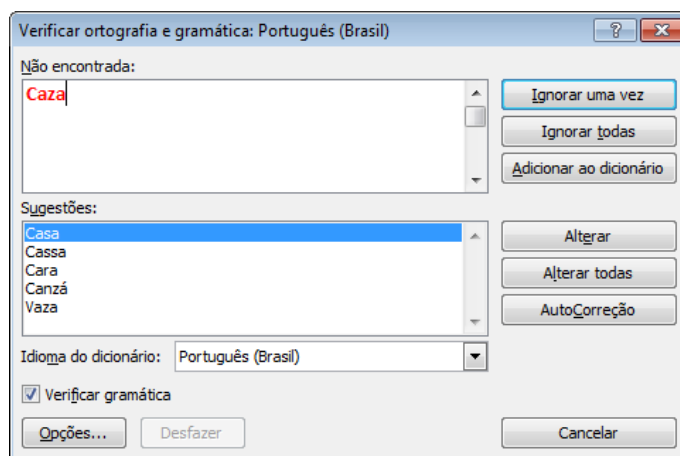 Verificar ortografia e gramática: Português (Brasil)
Não encontrada:
Caza
Ignorar uma vez
Ignorar todas
Adicionar ao dicionário
Sugestões:
Casa
Cassa
Cara
Canzá
Vaza
Alterar
Alterar todas
AutoCorreção
Idioma do dicionário: Português (Brasil)
Verificar gramática
Opções... Desfazer Cancelar